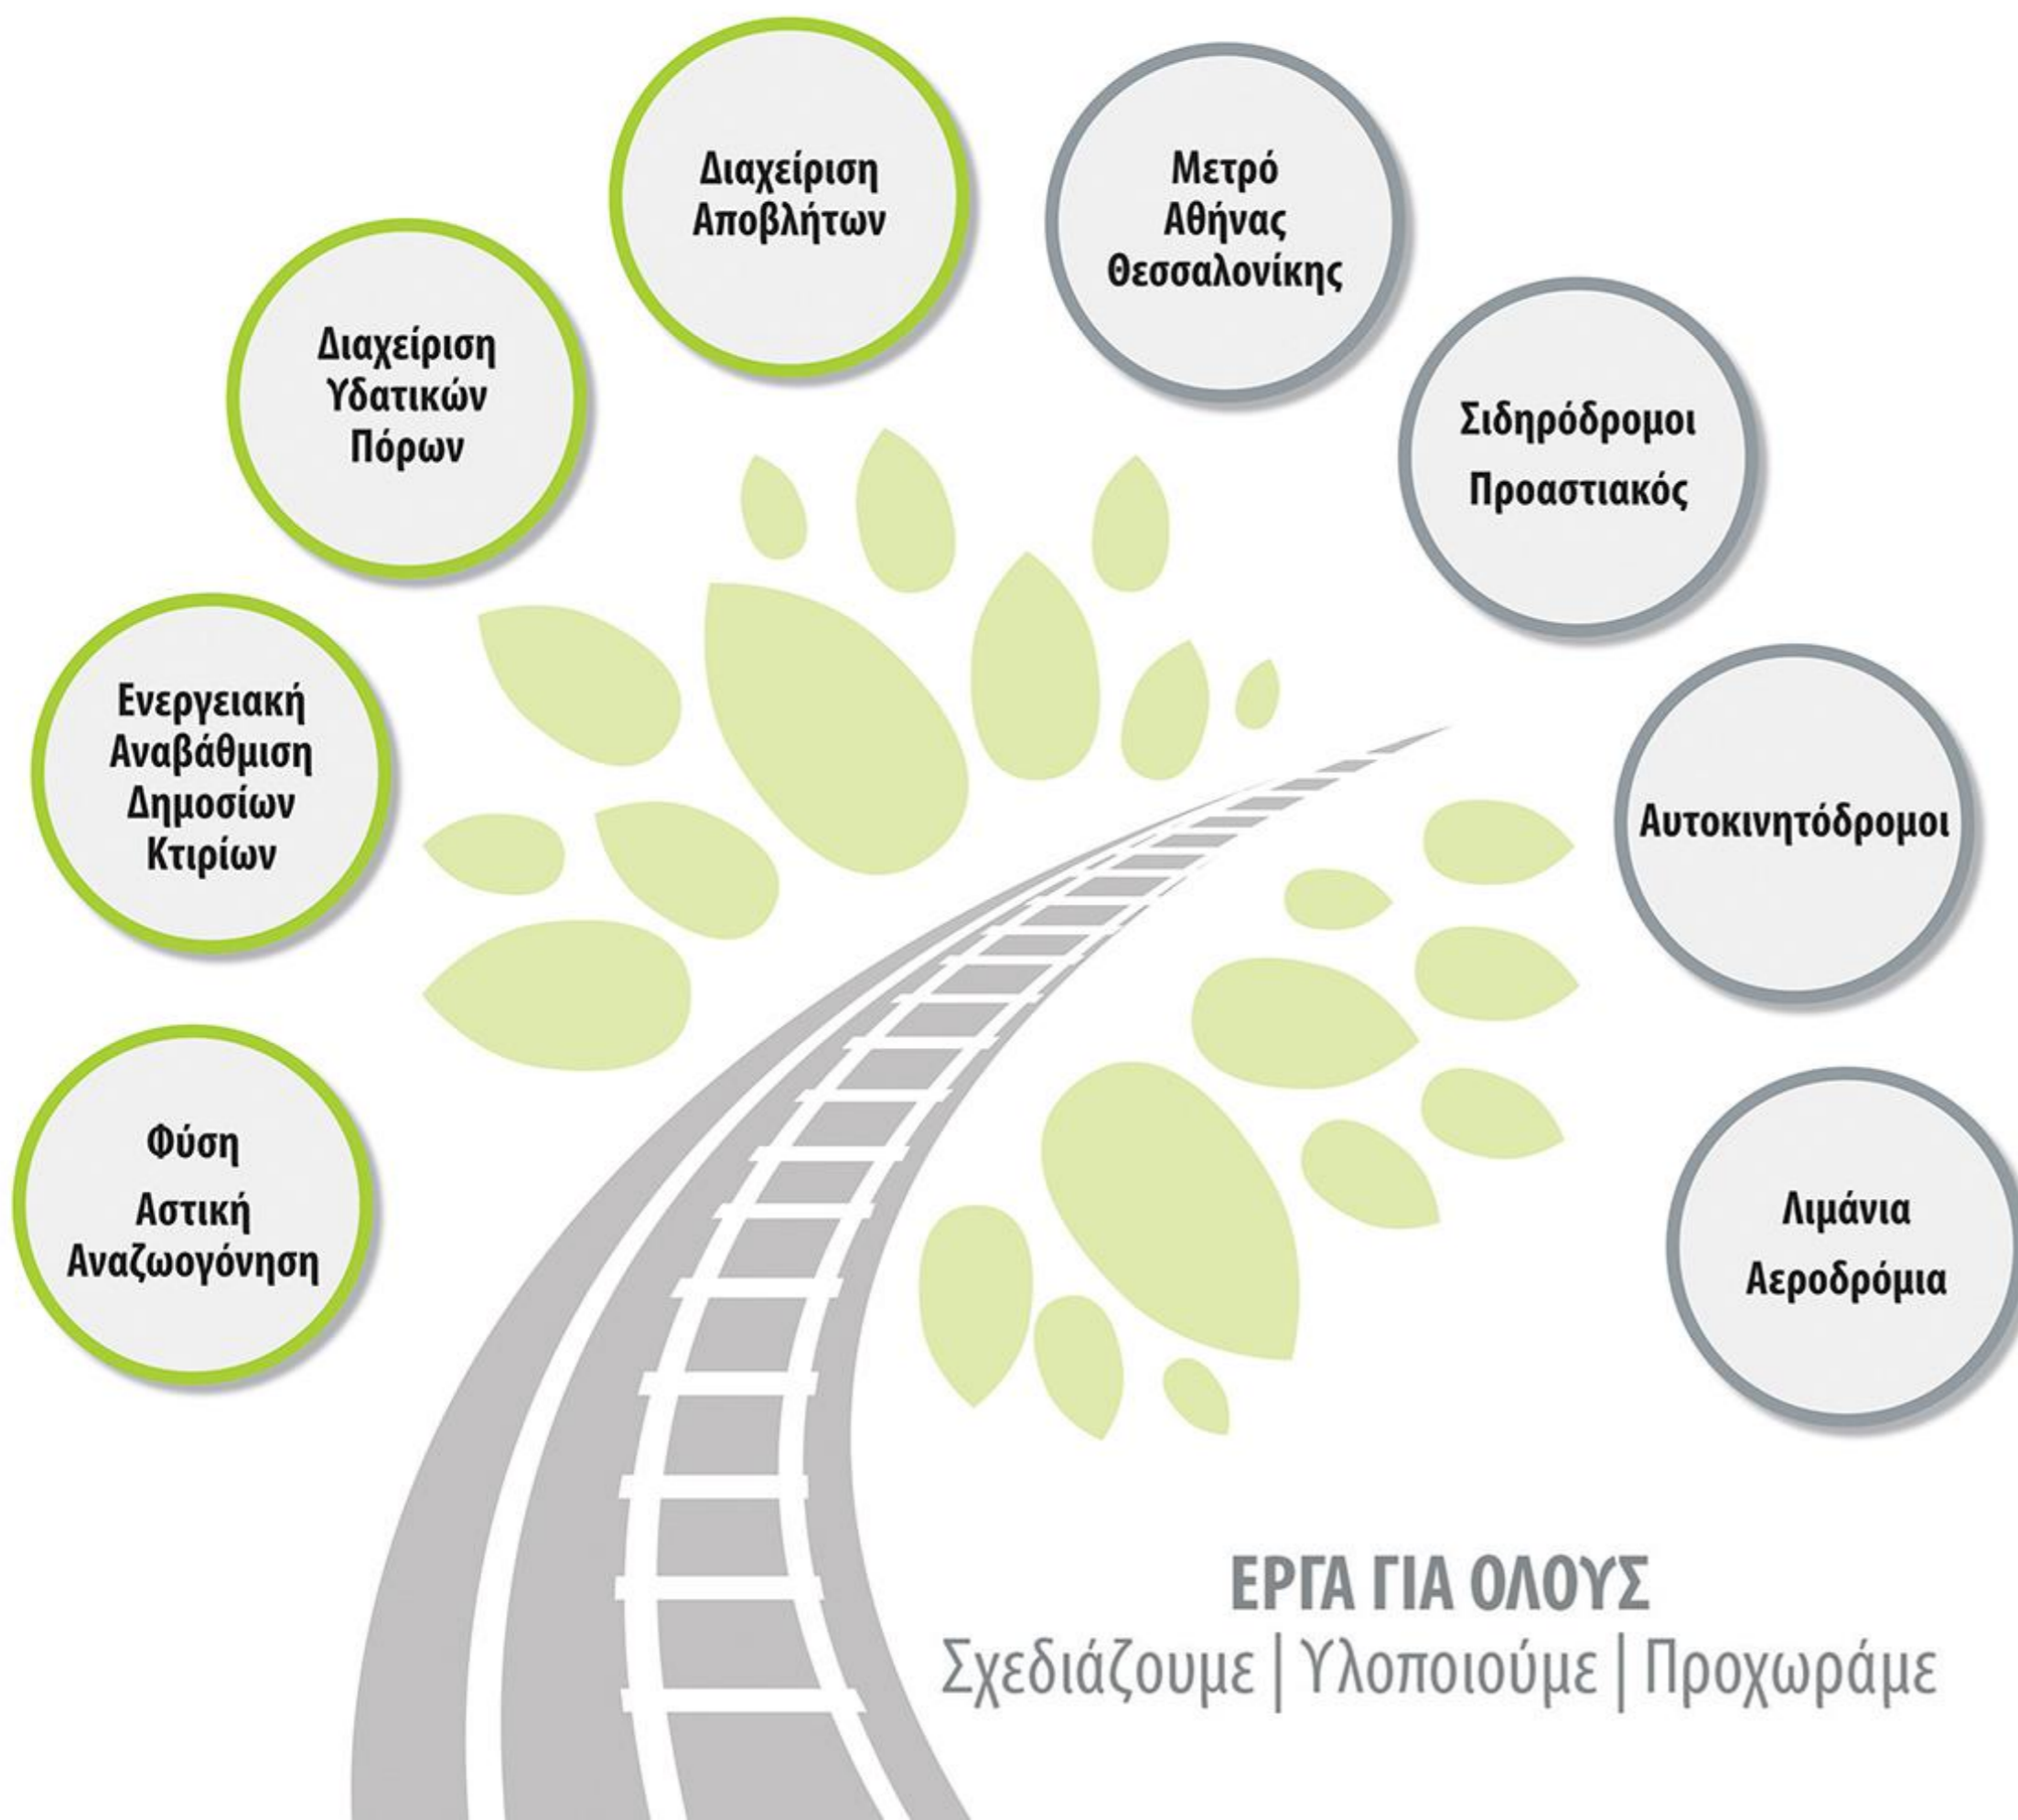 Διαχείριση
Αποβλήτων
Μετρό
Αθήνας
Θεσσαλονίκης
Διαχείριση
Υδατικών
Πόρων
Σιδηρόδρομοι
Προαστιακός
Ενεργειακή
Αναβάθμιση
Δημοσίων
Κτιρίων
Αυτοκινητόδρομοι
Φύση
Αστική
Αναζωογόνηση
Λιμάνια
Αεροδρόμια
ΕΡΓΑ ΓΙΑ ΟΛΟΥΣ
Σχεδιάζουμε | Υλοποιούμε | Προχωράμε